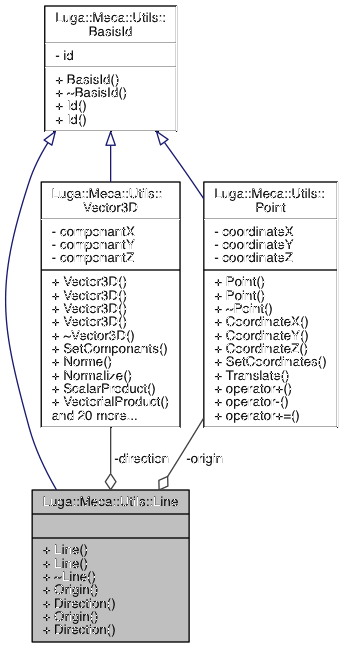 Luga::Meca::Utils::
BasisId
- id
+ BasisId()
+ ~BasisId()
+ Id()
+ Id()
Luga::Meca::Utils::
Vector3D
- componantX
- componantY
- componantZ
+ Vector3D()
+ Vector3D()
+ Vector3D()
+ Vector3D()
+ ~Vector3D()
+ SetComponants()
+ Norme()
+ Normalize()
+ ScalarProduct()
+ VectorialProduct()
and 20 more...
Luga::Meca::Utils::
Point
- coordinateX
- coordinateY
- coordinateZ
+ Point()
+ Point()
+ ~Point()
+ CoordinateX()
+ CoordinateY()
+ CoordinateZ()
+ SetCoordinates()
+ Translate()
+ operator+()
+ operator-()
+ operator+=()
-direction
-origin
Luga::Meca::Utils::Line
+ Line()
+ Line()
+ ~Line()
+ Origin()
+ Direction()
+ Origin()
+ Direction()